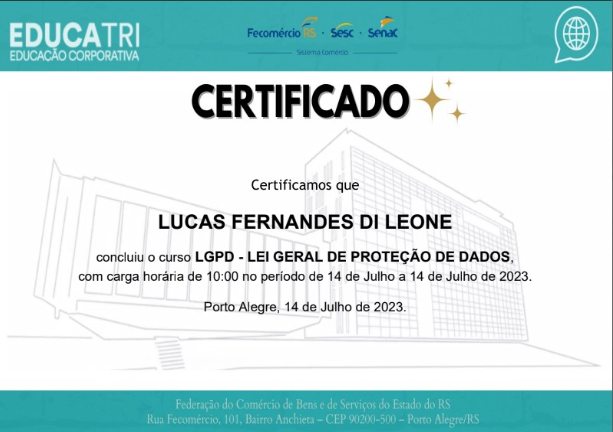 EDUCATRI
EDUCAÇÃO CORPORATIVA
Fecomércio RS · Sesc · Senac
Sistema Comércio
CERTIFICADO
Certificamos que
LUCAS FERNANDES DI LEONE
concluiu o curso LGPD - LEI GERAL DE PROTEÇÃO DE DADOS,
com carga horária de 10:00 no período de 14 de Julho a 14 de Julho de 2023.
Porto Alegre, 14 de Julho de 2023.
Federação do Comércio de Bens e de Serviços do Estado do RS
Rua Fecomércio, 101, Bairro Anchieta – CEP 90200-500 – Porto Alegre/RS